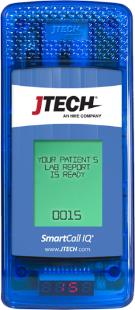 JTECH
AN HME COMPANY
YOUR PATIENT'S
LAB REPORT
IS READY
0015
SmartCall IQ®
www.JTECH.com
15